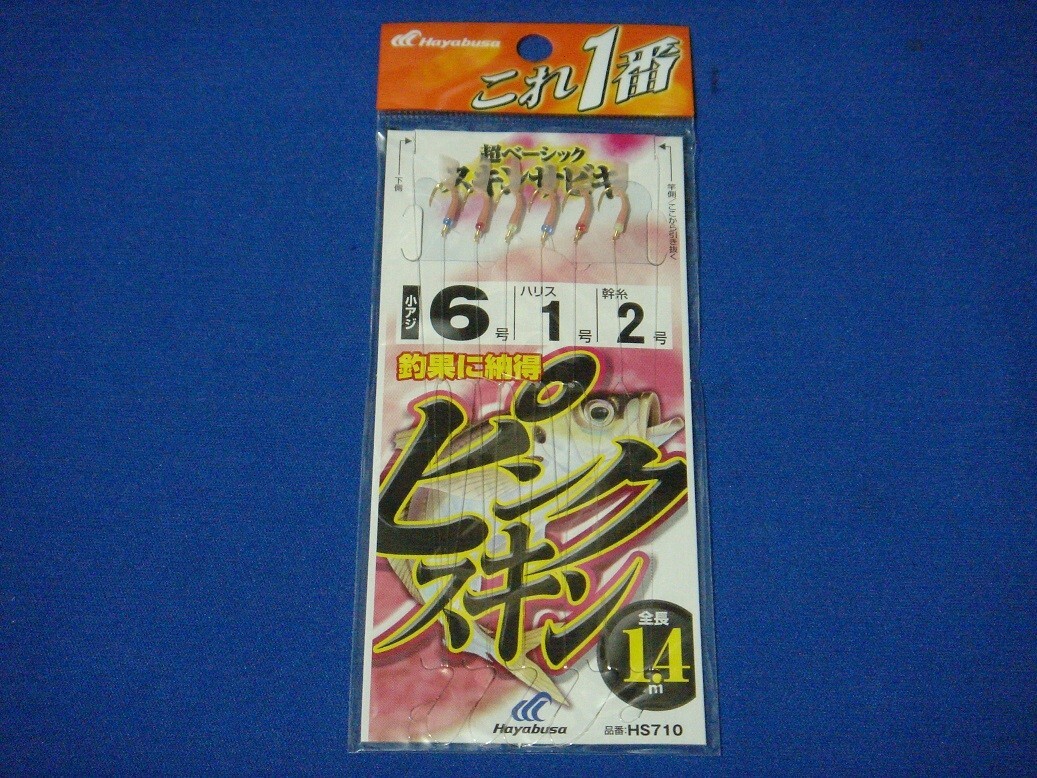 Hayabusa
これ1番
超ベーシック
スキンサビキ
下側
竿側/ここから引き抜く
小アジ 6号 ハリス 1号 幹糸 2号
釣果に納得
ピンク
スキン
全長
1.4m
Hayabusa
品番:HS710